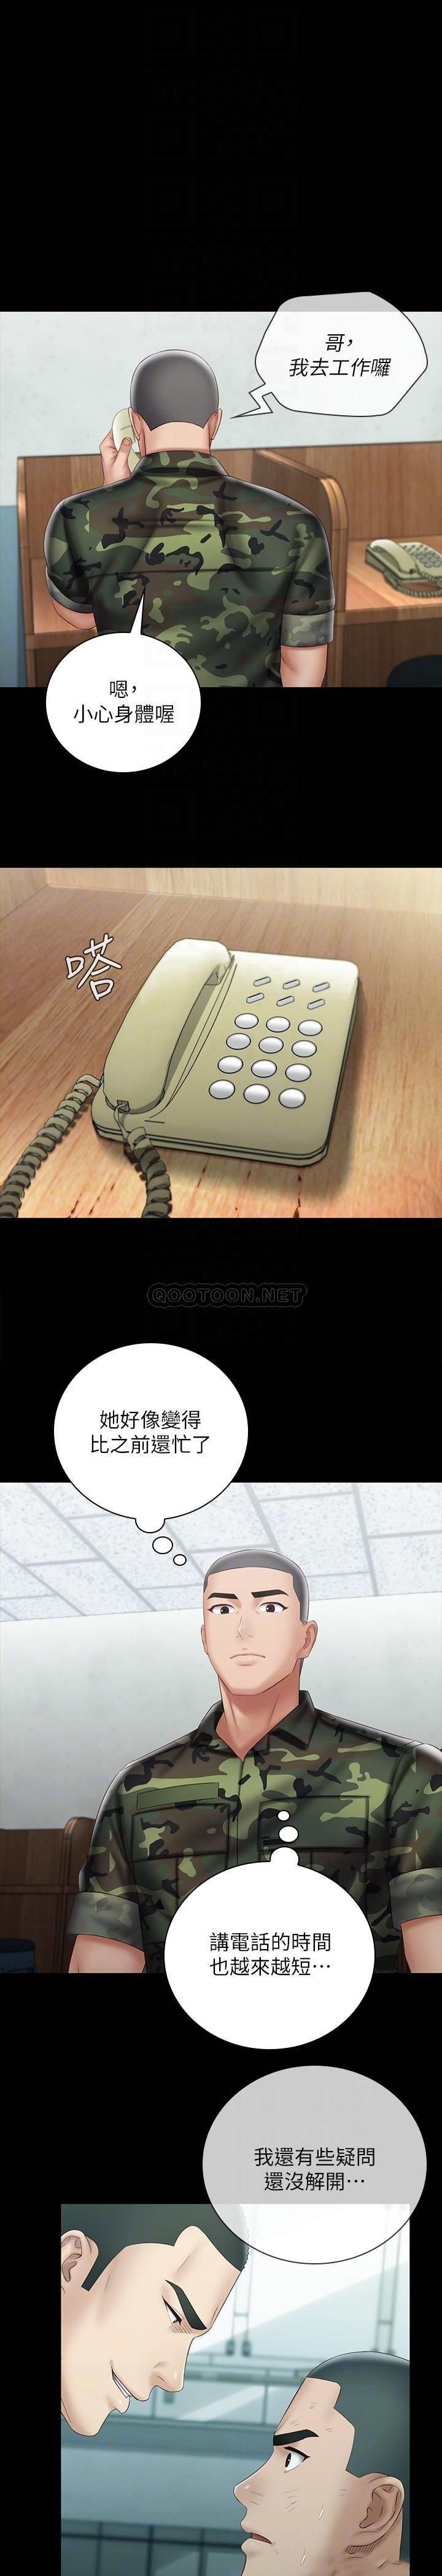 哥，
我去工作囉
嗯，
小心身體喔
嗒
QOOTOON.NET
她好像變得
比之前還忙了
講電話的時間
也越來越短⋯
我還有些疑問
還沒解開⋯